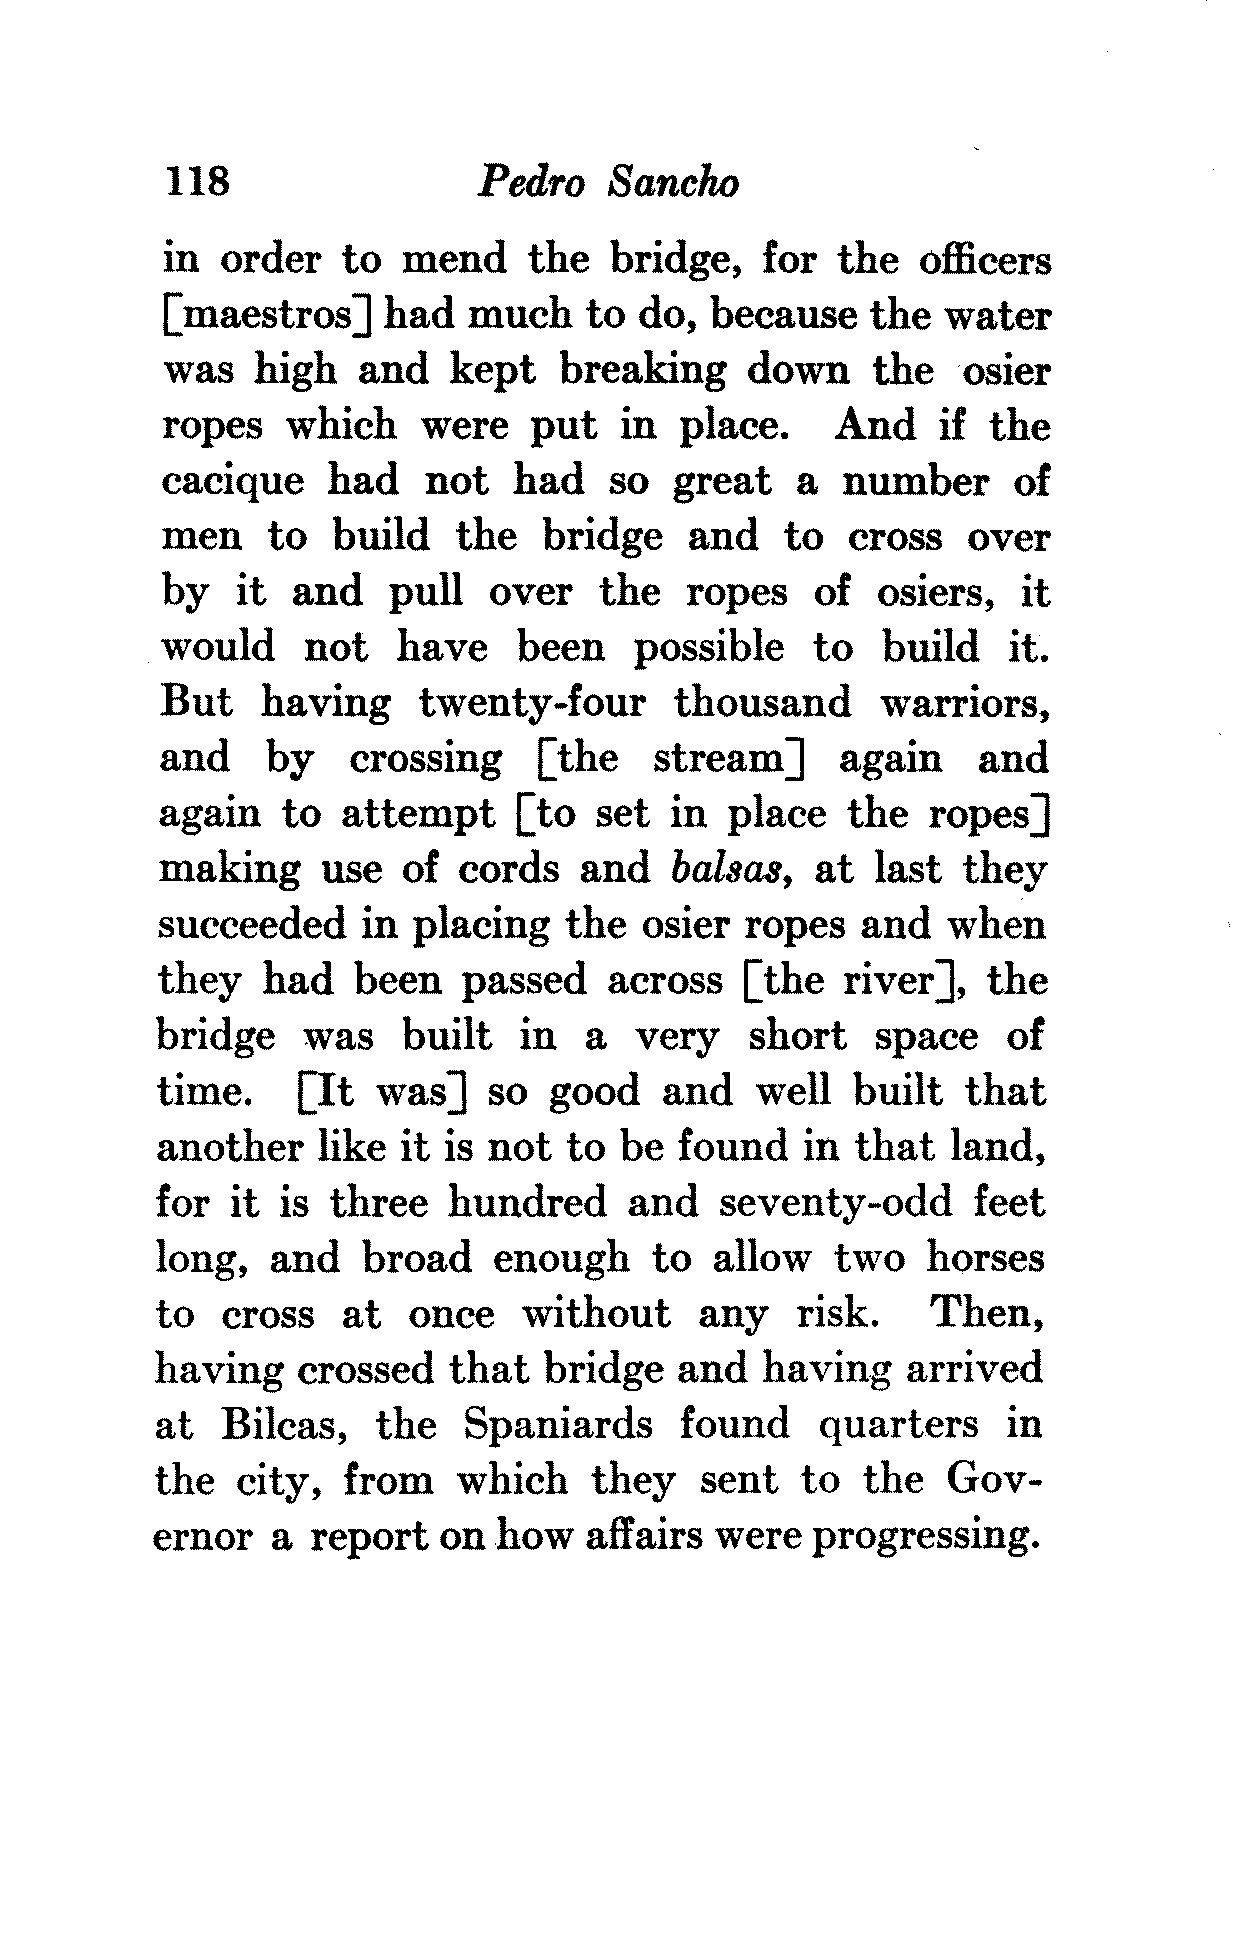 118 Pedro Sancho
in order to mend the bridge, for the officers
[maestros] had much to do, because the water
was high and kept breaking down the osier
ropes which were put in place. And if the
cacique had not had so great a number of
men to build the bridge and to cross over
by it and pull over the ropes of osiers, it
would not have been possible to build it.
But having twenty-four thousand warriors,
and by crossing [the stream] again and
again to attempt [to set in place the ropes]
making use of cords and balsas, at last they
succeeded in placing the osier ropes and when
they had been passed across [the river], the
bridge was built in a very short space of
time. [It was] so good and well built that
another like it is not to be found in that land,
for it is three hundred and seventy-odd feet
long, and broad enough to allow two horses
to cross at once without any risk. Then,
having crossed that bridge and having arrived
at Bilcas, the Spaniards found quarters in
the city, from which they sent to the Gov-
ernor a report on how affairs were progressing.